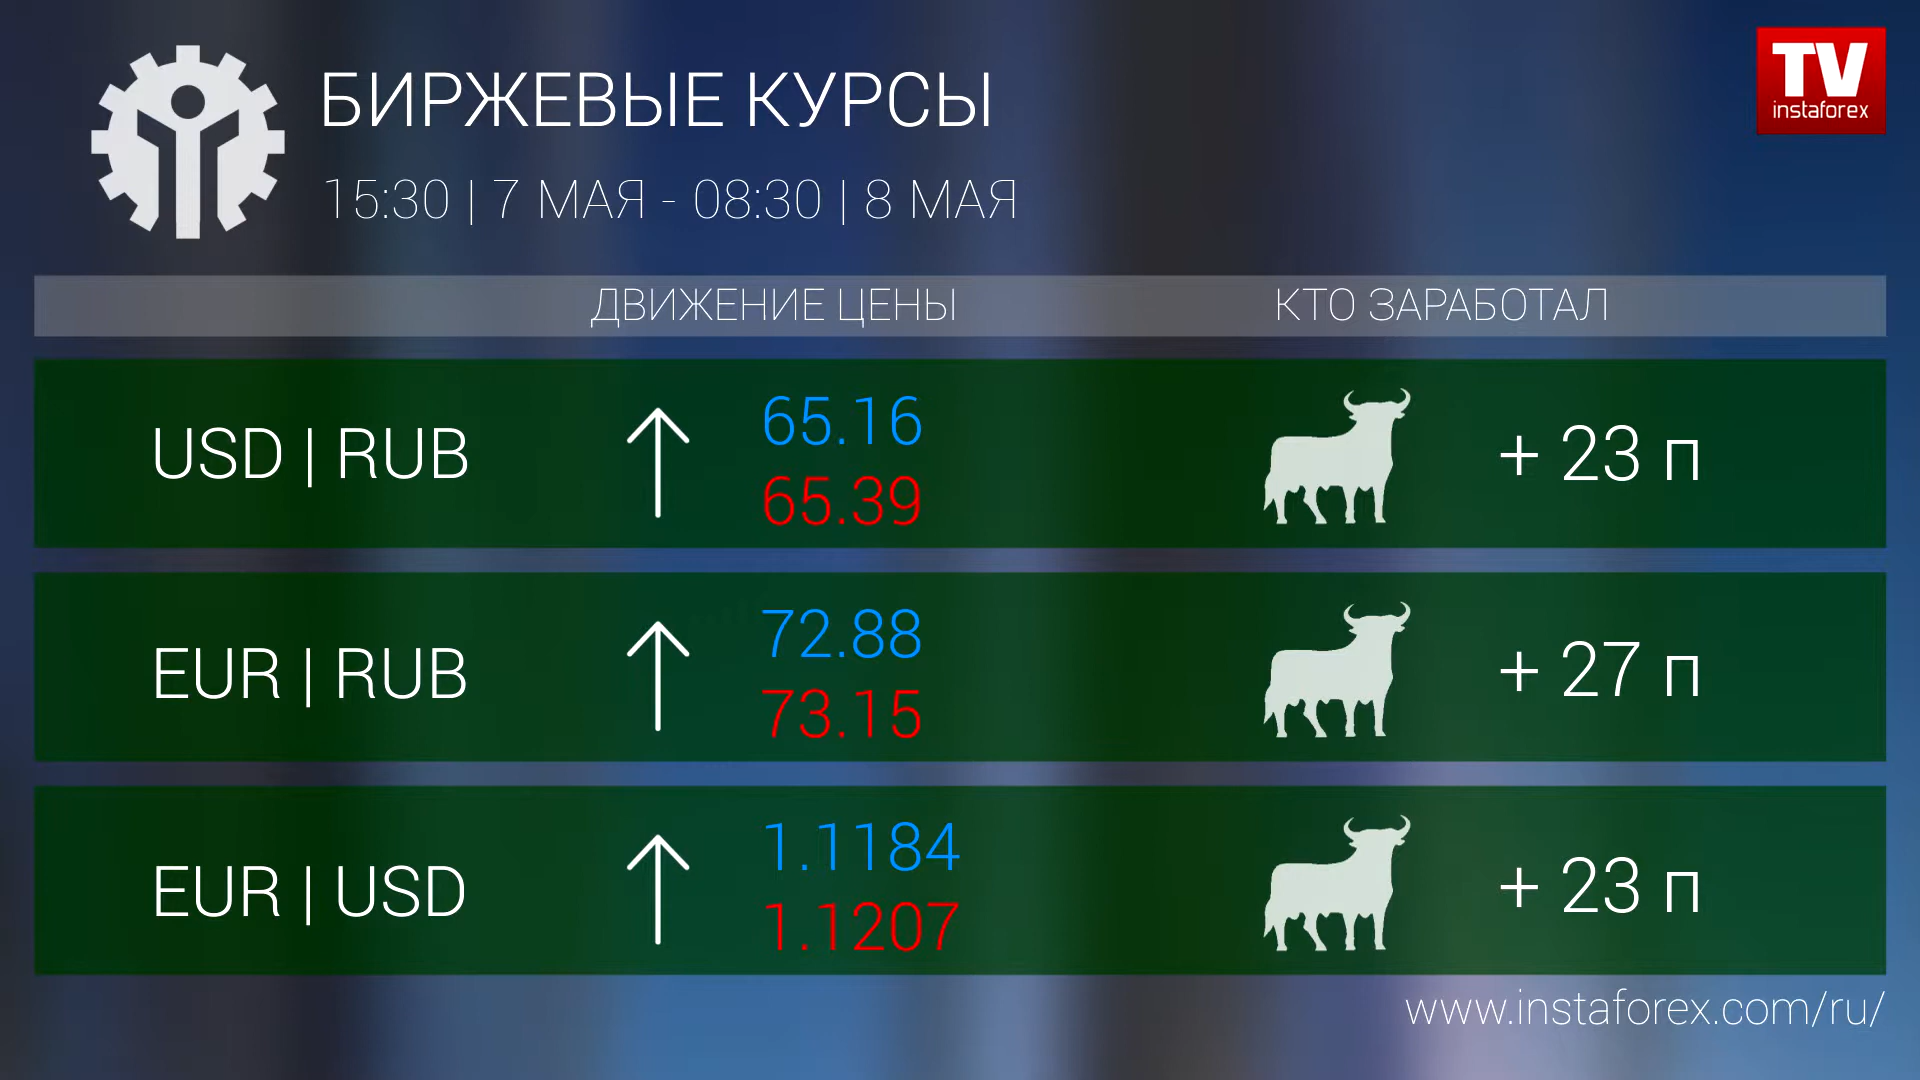 БИРЖЕВЫЕ КУРСЫ
TV
instaforex
15:30 | 7 МАЯ - 08:30 | 8 МАЯ
ДВИЖЕНИЕ ЦЕНЫ КТО ЗАРАБОТАЛ
65.16
USD | RUB + 23 п
65.39
72.88
EUR | RUB + 27 п
73.15
1.1184
EUR | USD + 23 п
1.1207
www.instaforex.com/ru/